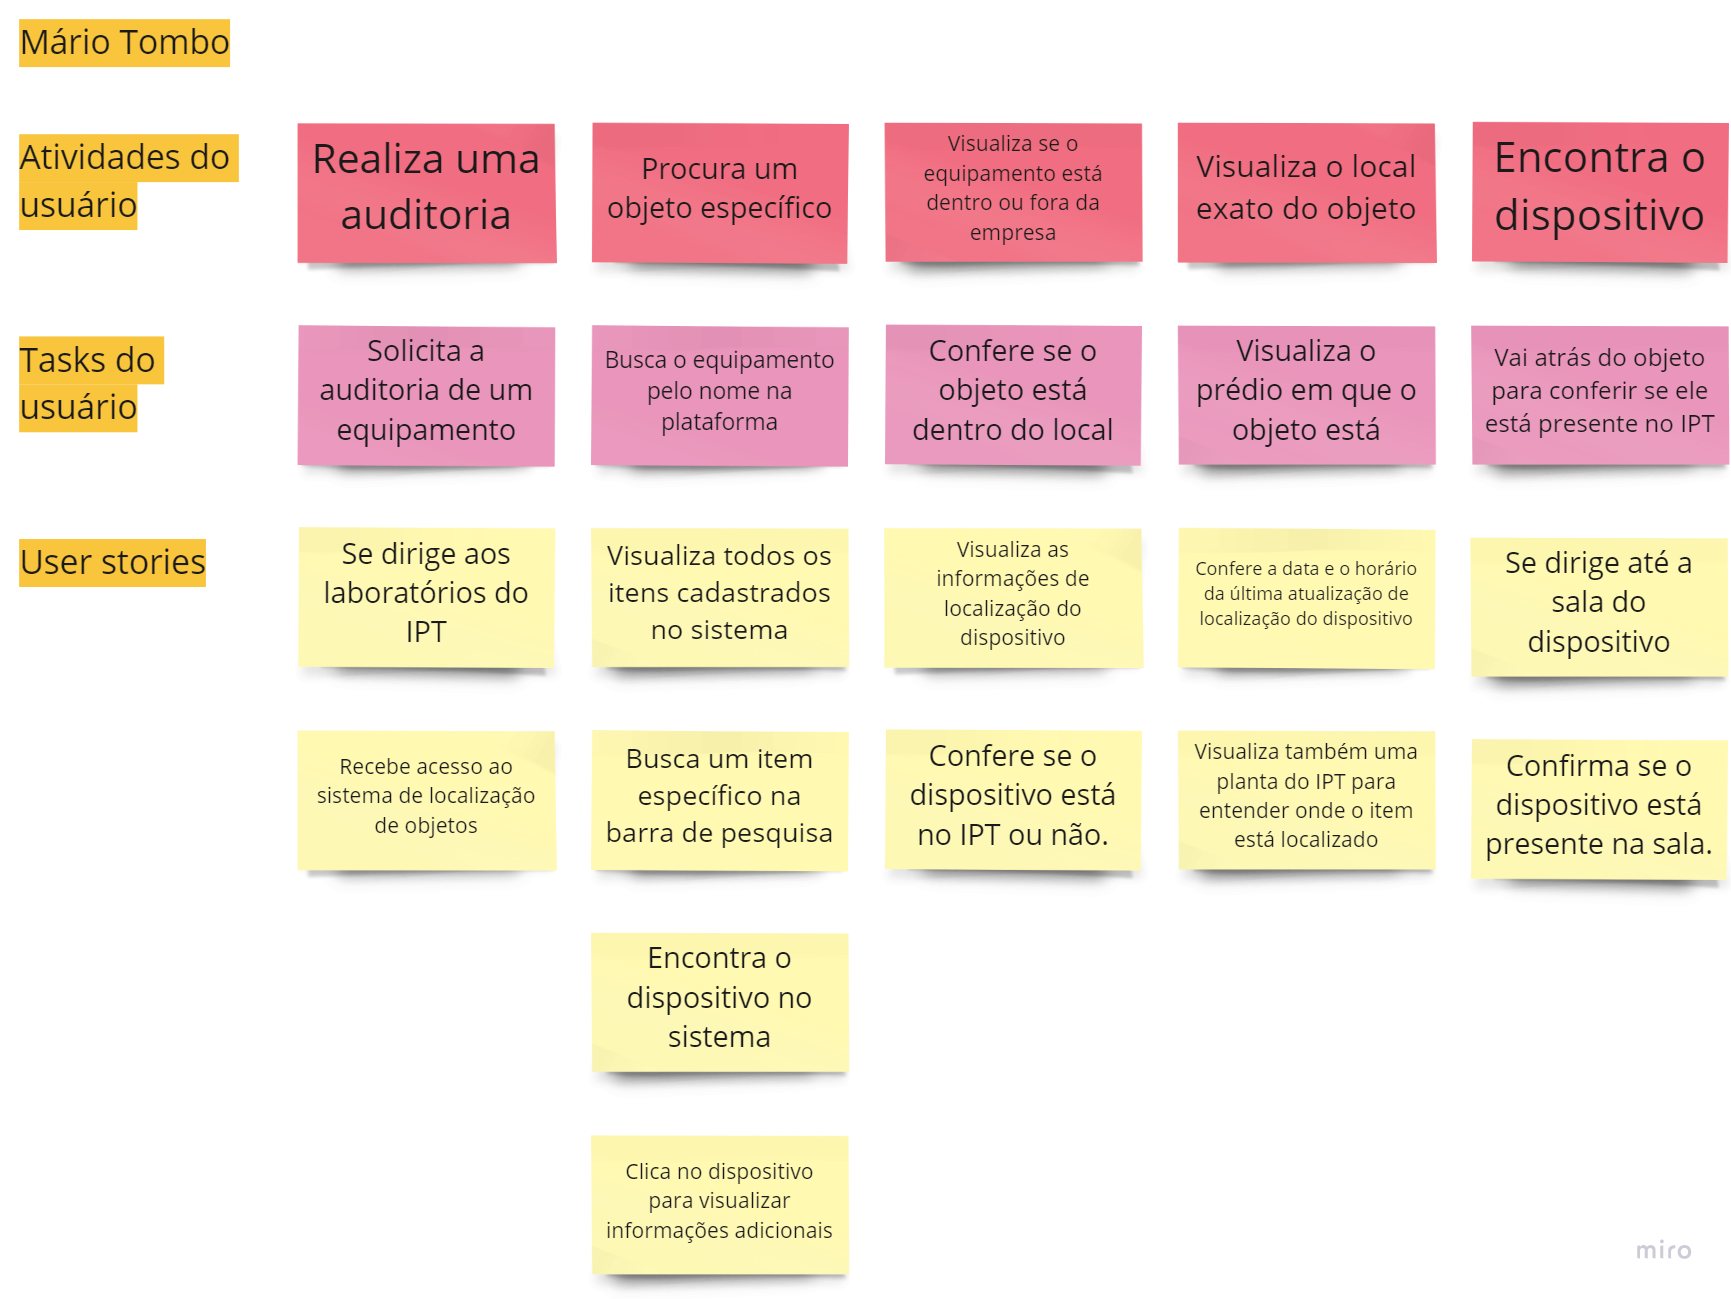 Mário Tombo
Atividades do
usuário
Realiza uma
auditoria
Procura um
objeto específico
Visualiza se o
equipamento está
dentro ou fora da
empresa
Visualiza o local
exato do objeto
Encontra o
dispositivo
Tasks do
usuário
Solicita a
auditoria de um
equipamento
Busca o equipamento
pelo nome na
plataforma
Confere se o
objeto está
dentro do local
Visualiza o
prédio em que o
objeto está
Vai atrás do objeto
para conferir se ele
está presente no IPT
User stories
Se dirige aos
laboratórios do
IPT
Visualiza todos os
itens cadastrados
no sistema
Visualiza as
informações de
localização do
dispositivo
Confere a data e o horário
da última atualização de
localização do dispositivo
Se dirige até a
sala do
dispositivo
Recebe acesso ao
sistema de localização
de objetos
Busca um item
específico na
barra de pesquisa
Confere se o
dispositivo está
no IPT ou não.
Visualiza também uma
planta do IPT para
entender onde o item
está localizado
Confirma se o
dispositivo está
presente na sala.
Encontra o
dispositivo no
sistema
Clica no dispositivo
para visualizar
informações adicionais
miro